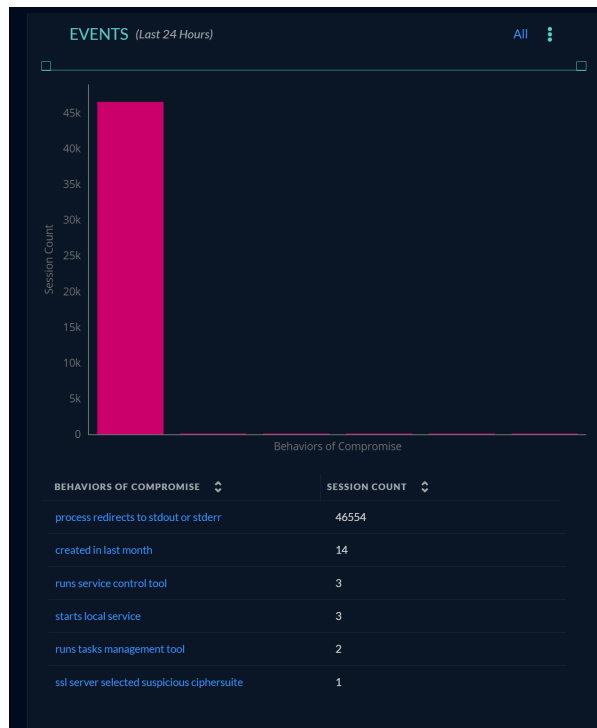 EVENTS (Last 24 Hours) All
45k
40k
35k
30k
25k
20k
15k
10k
5k
0
Session Count
Behaviors of Compromise
BEHAVIORS OF COMPROMISE SESSION COUNT
process redirects to stdout or stderr 46554
created in last month 14
runs service control tool 3
starts local service 3
runs tasks management tool 2
ssl server selected suspicious ciphersuite 1